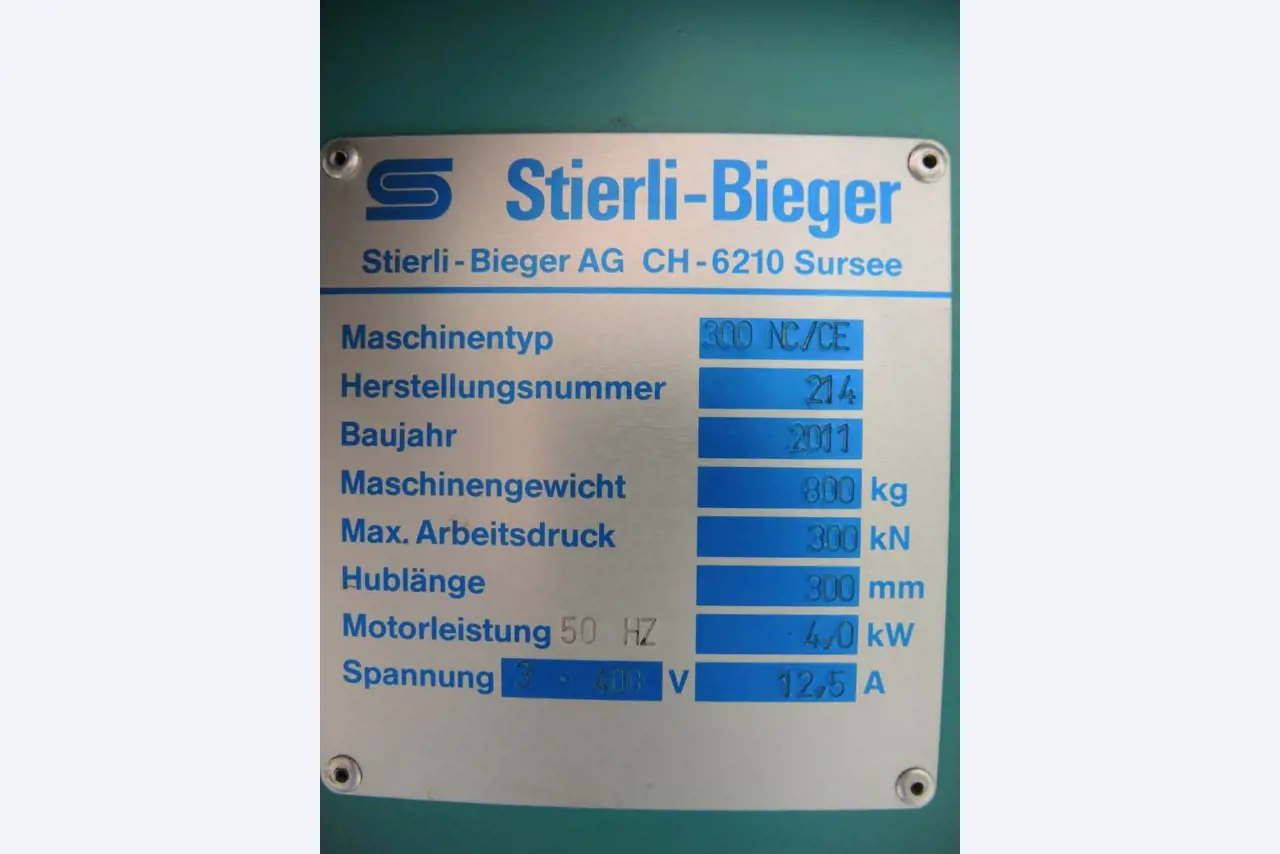 Stierli-Bieger
Stierli-Bieger AG CH-6210 Sursee
Maschinentyp 300 NC/CE
Herstellungsnummer 214
Baujahr 2011
Maschinengewicht 800 kg
Max. Arbeitsdruck 300 kN
Hublänge 300 mm
Motorleistung 50 HZ 4,0 kW
Spannung 3 - 400 V 12,5 A